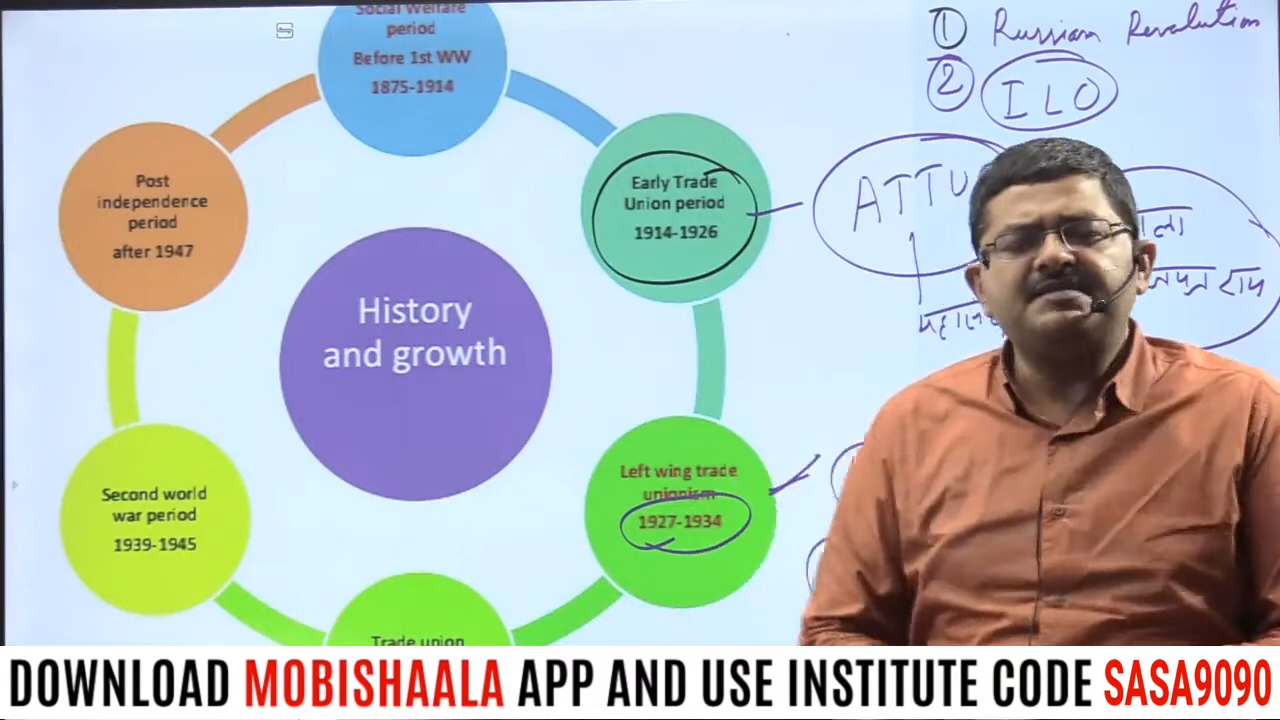 Social Welfare
period
Before 1st WW
1875-1914
Early Trade
Union period
1914-1926
Left wing trade
unionism
1927-1934
Trade union
Second world
war period
1939-1945
Post
independence
period
after 1947
History
and growth
① Russian Revolution
② ILO
ATTU
DOWNLOAD MOBISHAALA APP AND USE INSTITUTE CODE SASA9090